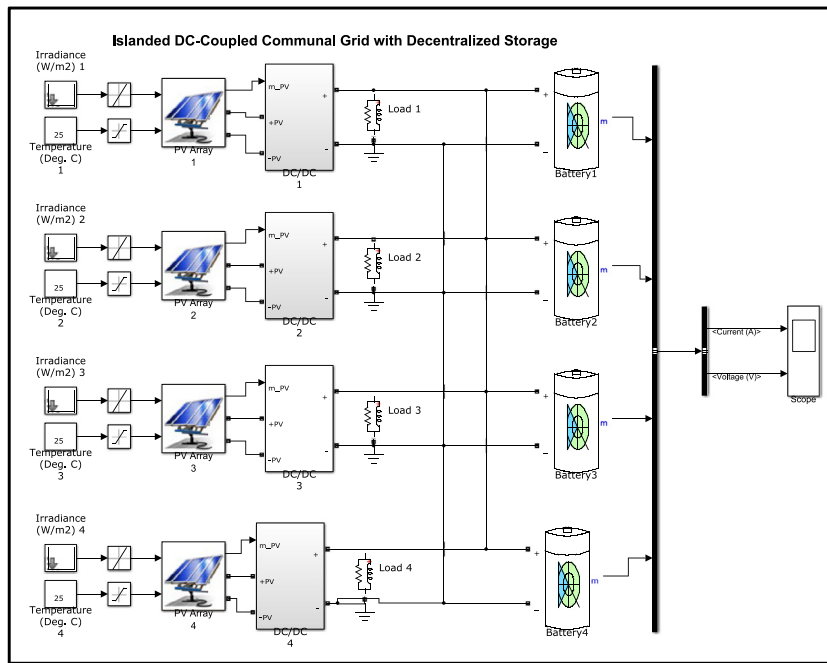 Islanded DC-Coupled Communal Grid with Decentralized Storage
Irradiance
(W/m2) 1
25
Temperature
(Deg. C)
1
PV Array
1
m_PV
+PV
-PV
+
-
DC/DC
1
Load 1
+
-
m
Battery1
Irradiance
(W/m2) 2
25
Temperature
(Deg. C)
2
PV Array
2
m_PV
+PV
-PV
+
-
DC/DC
2
Load 2
+
-
m
Battery2
Irradiance
(W/m2) 3
25
Temperature
(Deg. C)
3
PV Array
3
m_PV
+PV
-PV
+
-
DC/DC
3
Load 3
+
-
m
Battery3
Irradiance
(W/m2) 4
25
Temperature
(Deg. C)
4
PV Array
4
m_PV
+PV
-PV
+
-
DC/DC
4
Load 4
+
-
m
Battery4
<Current (A)>
<Voltage (V)>
Scope